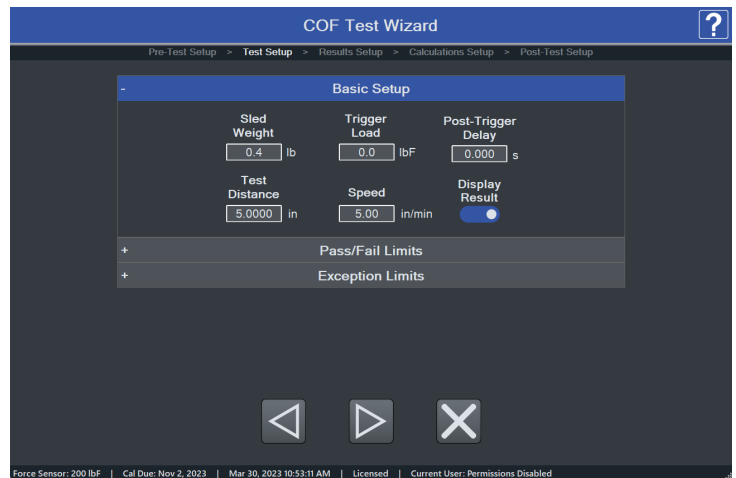 COF Test Wizard
?
Pre-Test Setup > Test Setup > Results Setup > Calculations Setup > Post-Test Setup
- Basic Setup
Sled
Weight
0.4 lb
Trigger
Load
0.0 lbF
Post-Trigger
Delay
0.000 s
Test
Distance
5.0000 in
Speed
5.00 in/min
Display
Result
+ Pass/Fail Limits
+ Exception Limits
Force Sensor: 200 lbF | Cal Due: Nov 2, 2023 | Mar 30, 2023 10:53:11 AM | Licensed | Current User: Permissions Disabled